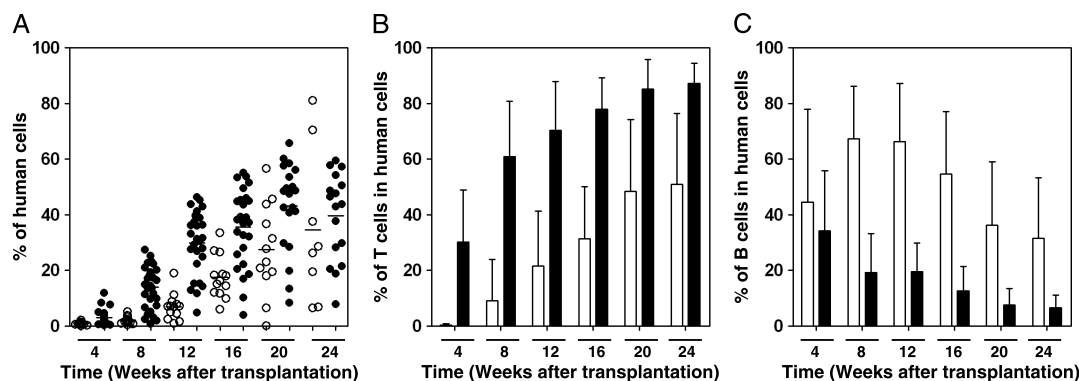 A
100
80
60
40
20
0
% of human cells
4 8 12 16 20 24
Time (Weeks after transplantation)
B
100
80
60
40
20
0
% of T cells in human cells
4 8 12 16 20 24
Time (Weeks after transplantation)
C
100
80
60
40
20
0
% of B cells in human cells
4 8 12 16 20 24
Time (Weeks after transplantation)